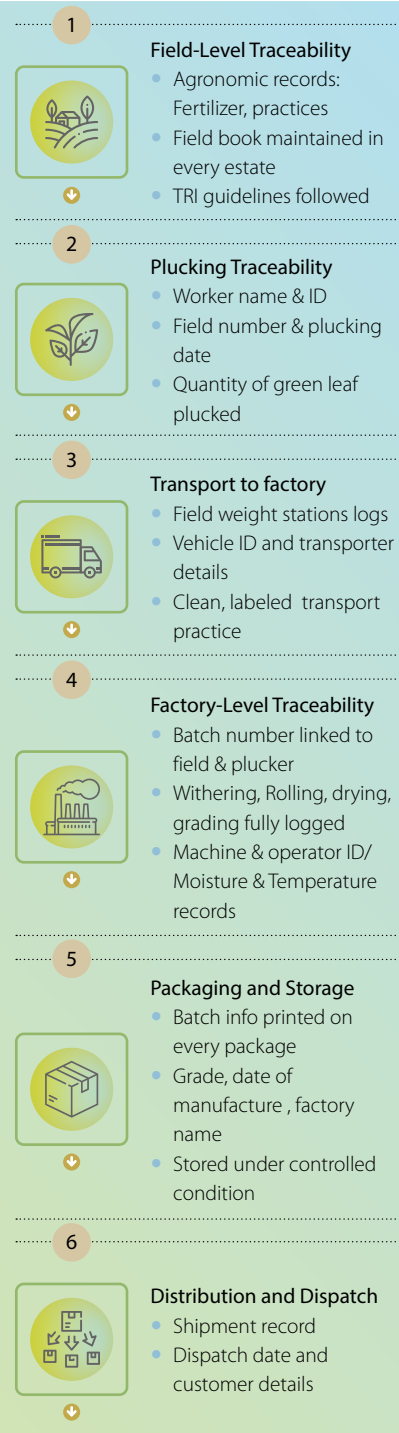 1
Field-Level Traceability
Agronomic records:
Fertilizer, practices
Field book maintained in
every estate
TRI guidelines followed
2
Plucking Traceability
Worker name & ID
Field number & plucking
date
Quantity of green leaf
plucked
3
Transport to factory
Field weight stations logs
Vehicle ID and transporter
details
Clean, labeled transport
practice
4
Factory-Level Traceability
Batch number linked to
field & plucker
Withering, Rolling, drying,
grading fully logged
Machine & operator ID/
Moisture & Temperature
records
5
Packaging and Storage
Batch info printed on
every package
Grade, date of
manufacture , factory
name
Stored under controlled
condition
6
Distribution and Dispatch
Shipment record
Dispatch date and
customer details